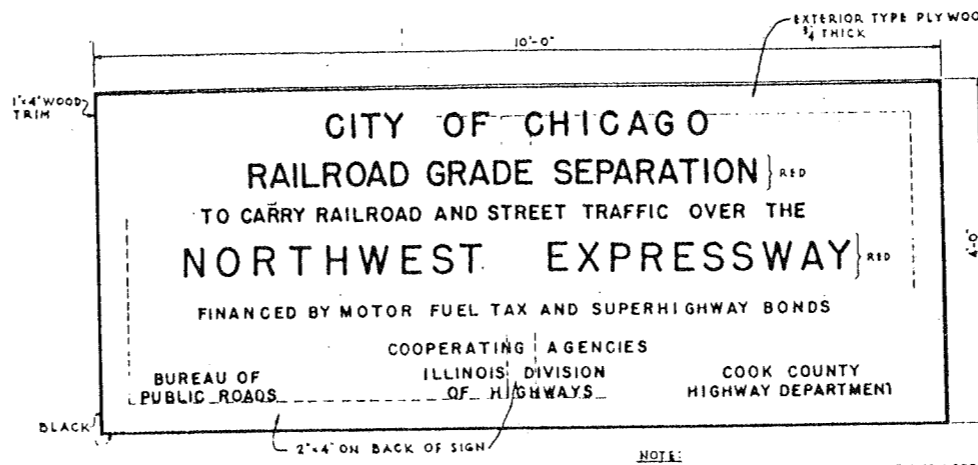 EXTERIOR TYPE PLYWOO
3/4 THICK
10'-0"
1"x4" WOOD
TRIM
CITY OF CHICAGO
RAILROAD GRADE SEPARATION } RED
TO CARRY RAILROAD AND STREET TRAFFIC OVER THE
NORTHWEST EXPRESSWAY } RED
4'-0"
FINANCED BY MOTOR FUEL TAX AND SUPERHIGHWAY BONDS
COOPERATING AGENCIES
BUREAU OF
PUBLIC ROADS
ILLINOIS DIVISION
OF HIGHWAYS
COOK COUNTY
HIGHWAY DEPARTMENT
BLACK
2"x4" ON BACK OF SIGN
NOTE: